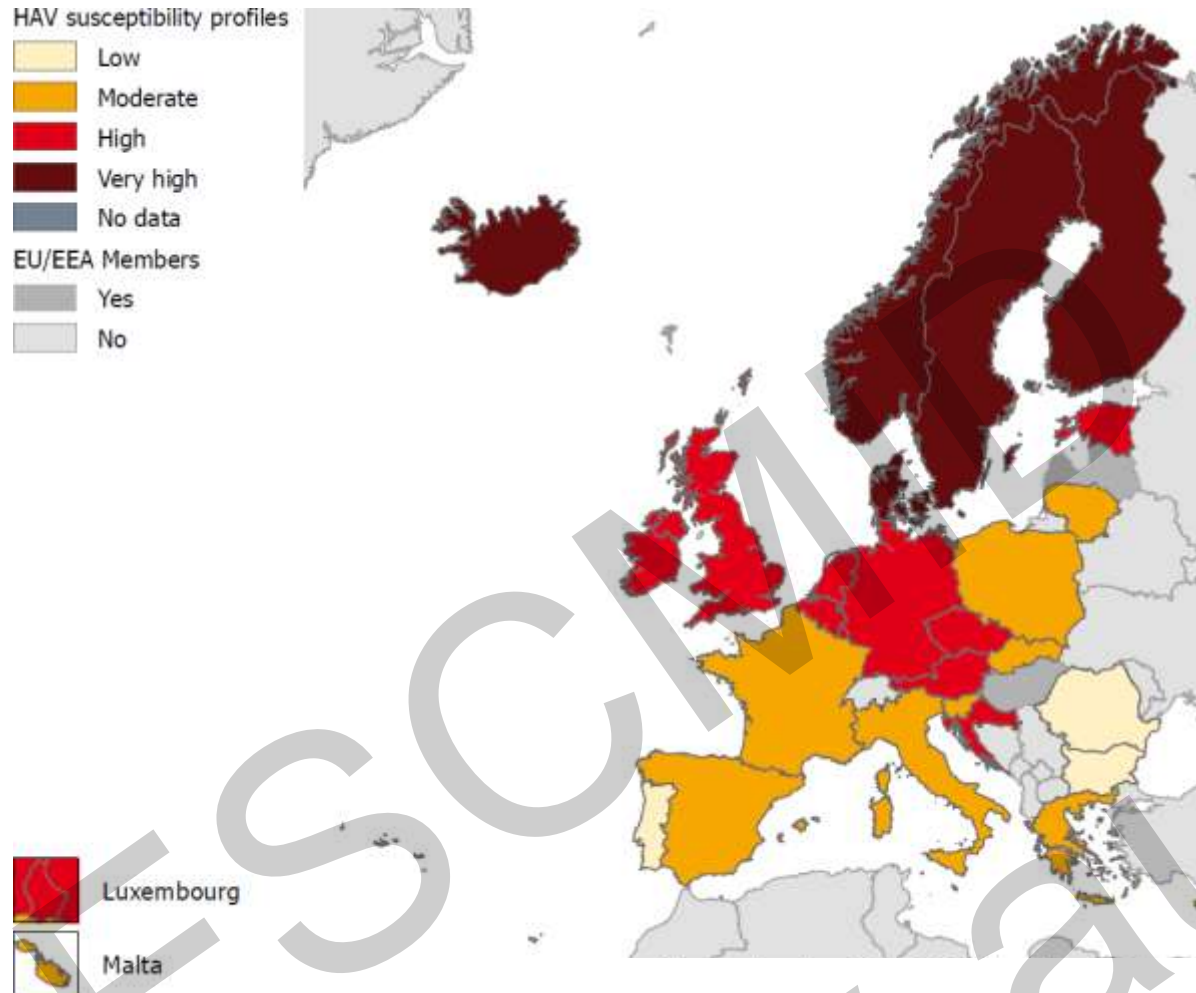 HAV susceptibility profiles
Low
Moderate
High
Very high
No data
EU/EEA Members
Yes
No
Luxembourg
Malta
ESCMID